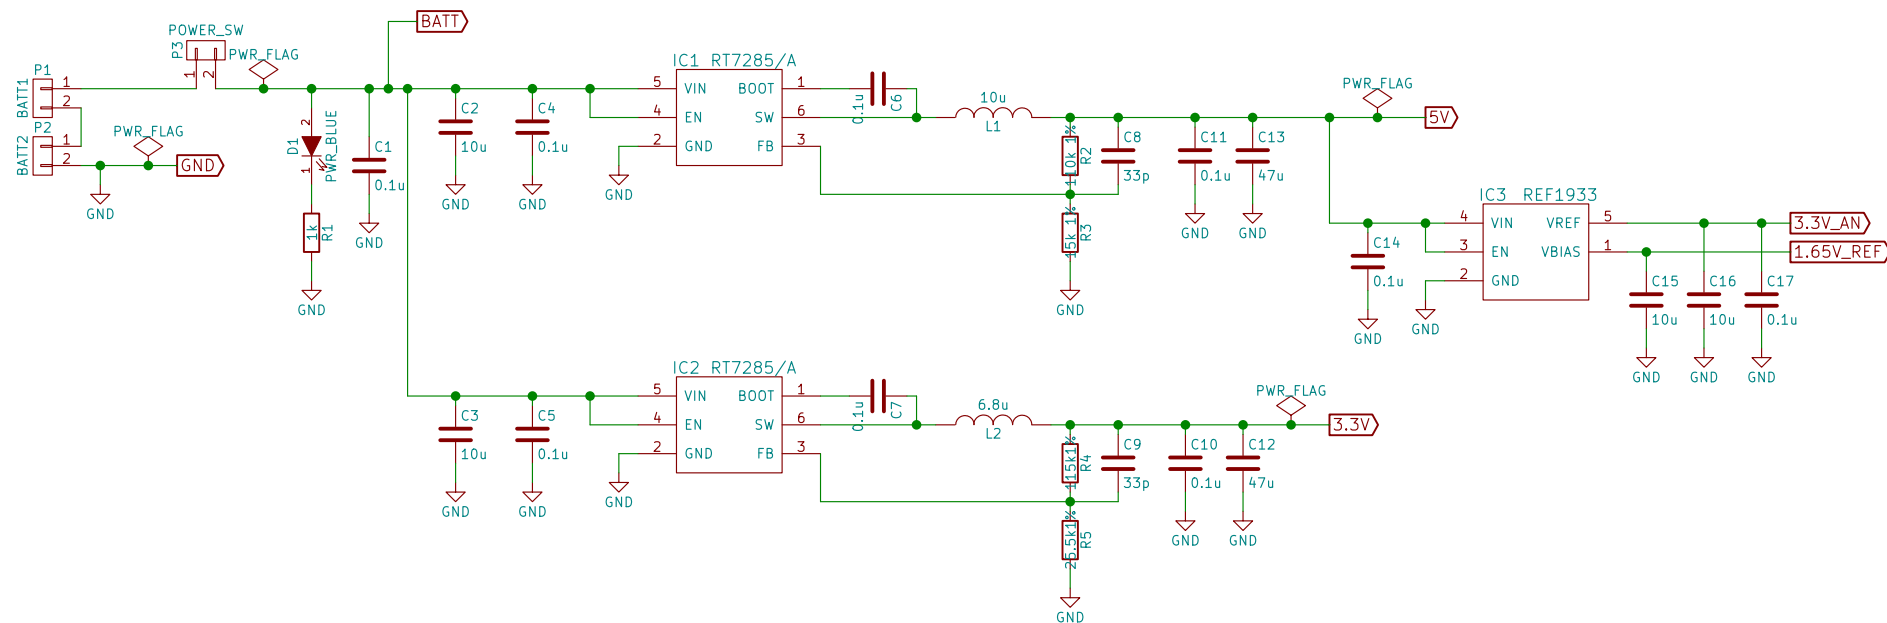 BATT
POWER_SW
P3
1
2
PWR_FLAG
P1
BATT1
1
2
P2
BATT2
1
2
PWR_FLAG
GND
GND
D1
2
1
PWR_BLUE
1k
R1
GND
C1
0.1u
GND
C2
10u
GND
C4
0.1u
GND
IC1 RT7285/A
5 VIN BOOT 1
4 EN SW 6
2 GND FB 3
GND
0.1u
C6
10u
L1
110k 1%
R2
15k 1%
R3
GND
C8
33p
C11
0.1u
GND
C13
47u
GND
PWR_FLAG
5V
C14
0.1u
GND
IC3 REF1933
4 VIN VREF 5
3 EN VBIAS 1
2 GND
GND
3.3V_AN
1.65V_REF
C15
10u
GND
C16
10u
GND
C17
0.1u
GND
C3
10u
GND
C5
0.1u
GND
IC2 RT7285/A
5 VIN BOOT 1
4 EN SW 6
2 GND FB 3
GND
0.1u
C7
6.8u
L2
115k1%
R4
25.5k1%
R5
GND
C9
33p
C10
0.1u
GND
C12
47u
GND
PWR_FLAG
3.3V